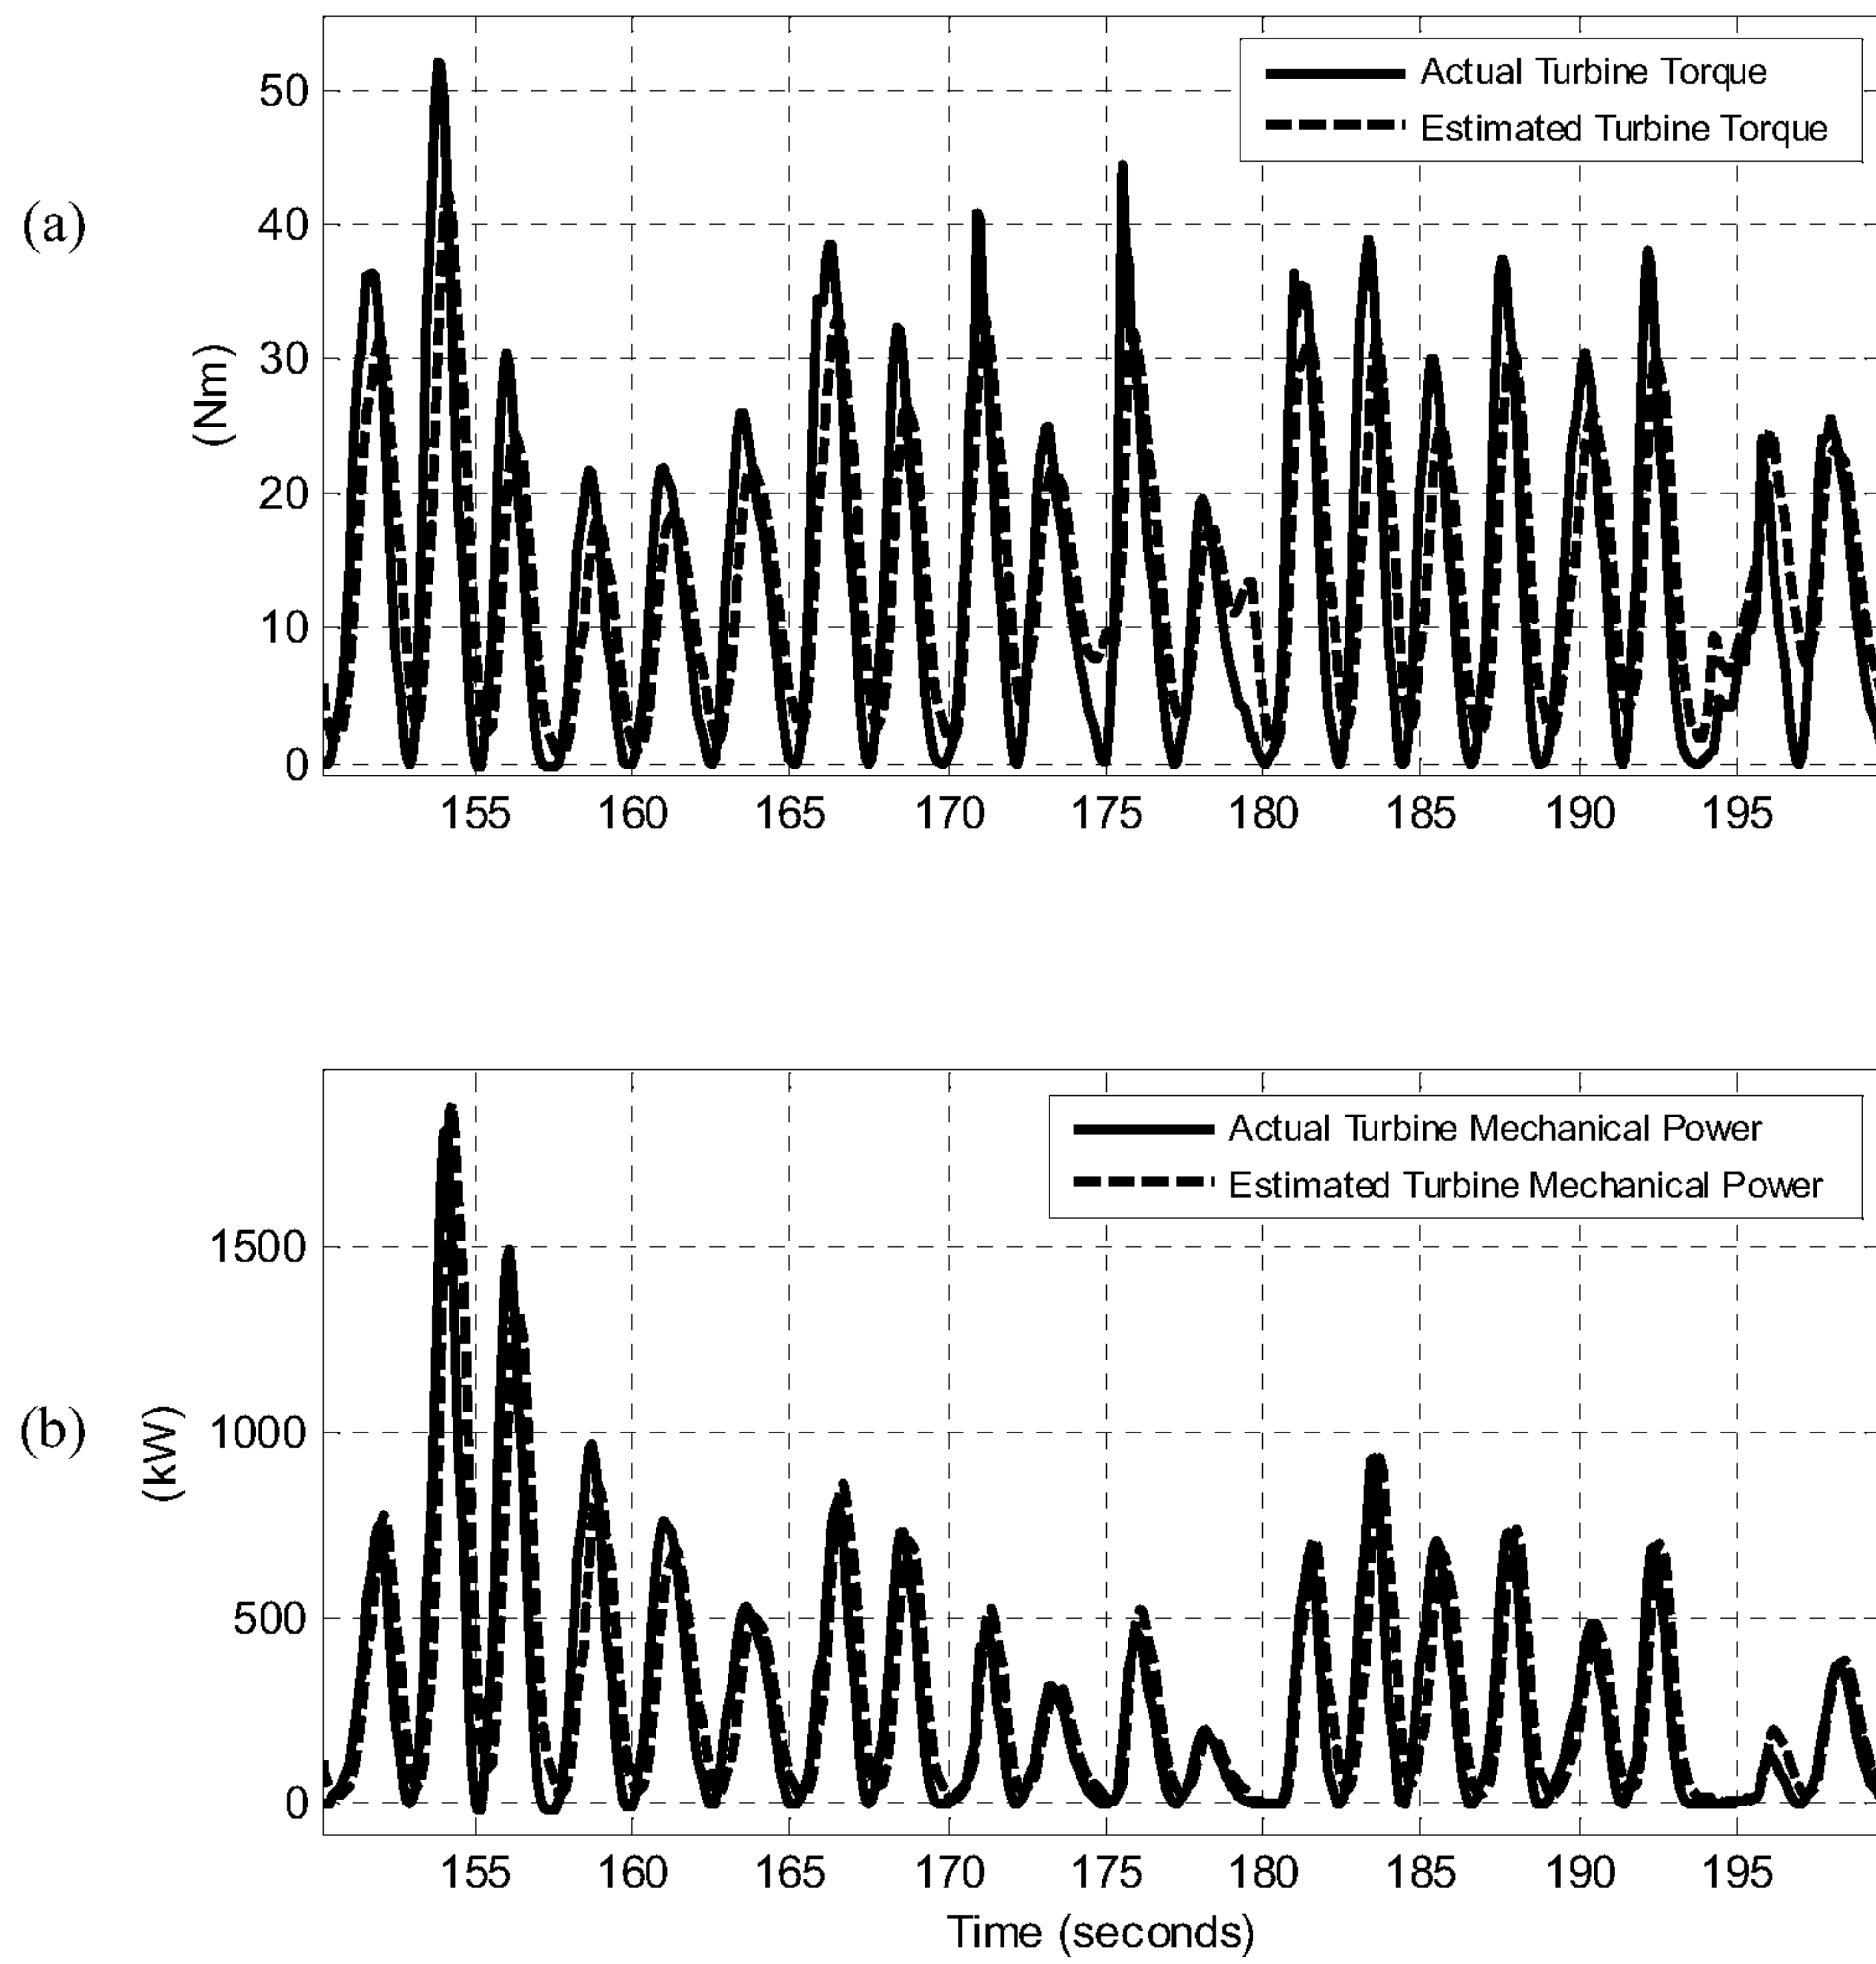 Actual Turbine Torque
Estimated Turbine Torque
(a)
(Nm)
50
40
30
20
10
0
155 160 165 170 175 180 185 190 195
Actual Turbine Mechanical Power
Estimated Turbine Mechanical Power
(b)
(kW)
1500
1000
500
0
155 160 165 170 175 180 185 190 195
Time (seconds)